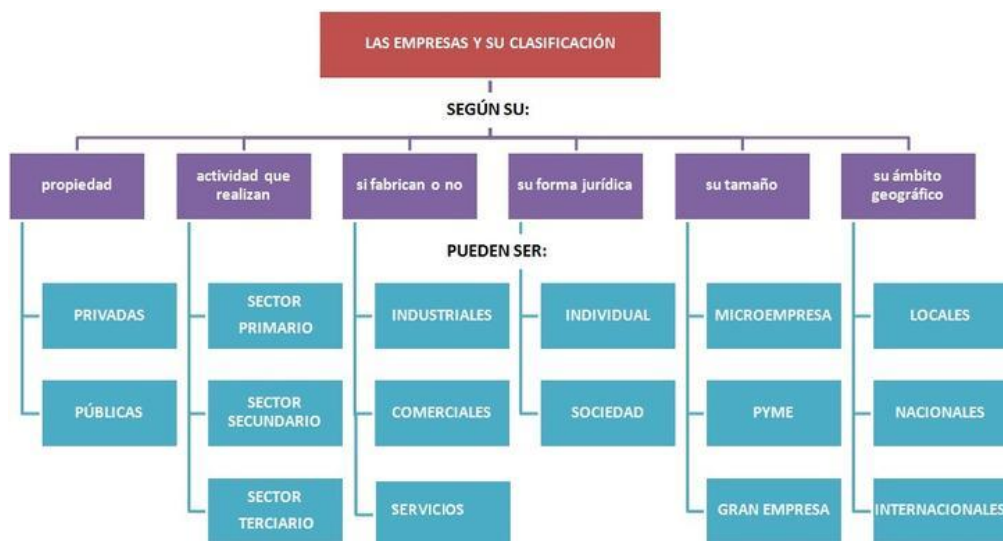 LAS EMPRESAS Y SU CLASIFICACIÓN
SEGÚN SU:
propiedad
actividad que
realizan
si fabrican o no
su forma jurídica
su tamaño
su ámbito
geográfico
PUEDEN SER:
PRIVADAS
SECTOR
PRIMARIO
INDUSTRIALES
INDIVIDUAL
MICROEMPRESA
LOCALES
PÚBLICAS
SECTOR
SECUNDARIO
COMERCIALES
SOCIEDAD
PYME
NACIONALES
SECTOR
TERCIARIO
SERVICIOS
GRAN EMPRESA
INTERNACIONALES